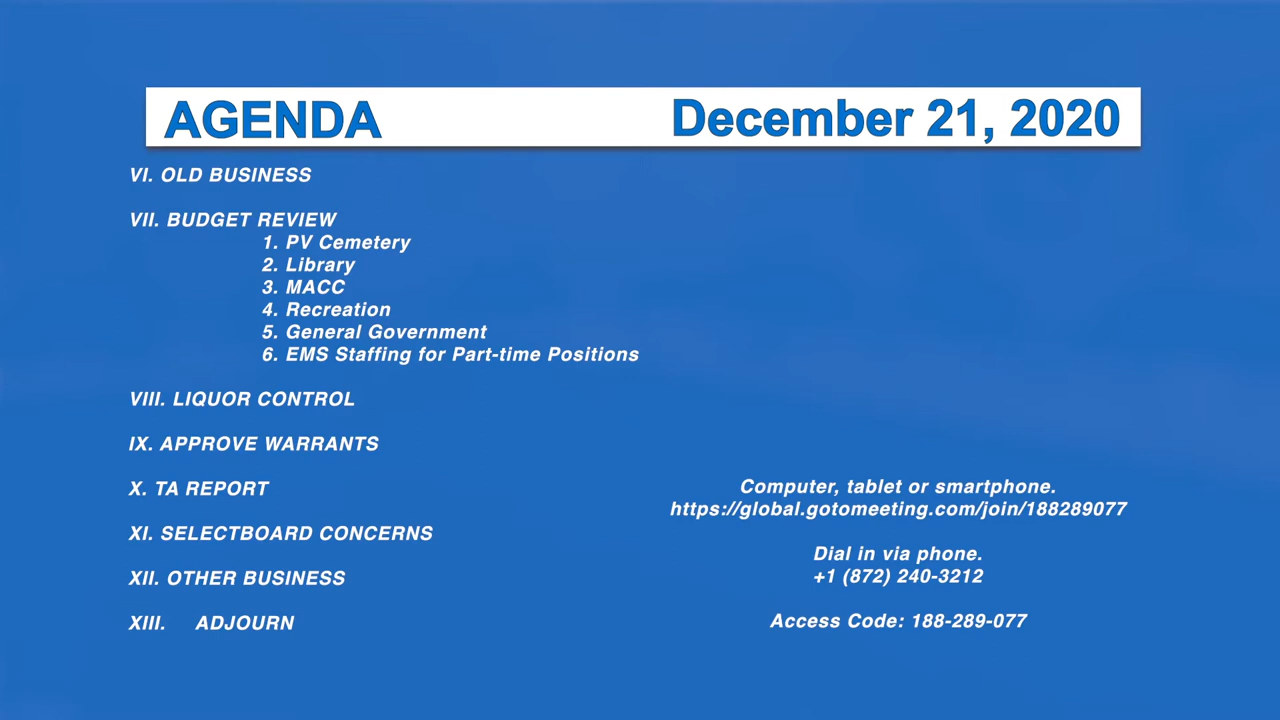 AGENDA
December 21, 2020
VI. OLD BUSINESS
VII. BUDGET REVIEW
1. PV Cemetery
2. Library
3. MACC
4. Recreation
5. General Government
6. EMS Staffing for Part-time Positions
VIII. LIQUOR CONTROL
IX. APPROVE WARRANTS
X. TA REPORT
XI. SELECTBOARD CONCERNS
XII. OTHER BUSINESS
XIII. ADJOURN
Computer, tablet or smartphone.
https://global.gotomeeting.com/join/188289077
Dial in via phone.
+1 (872) 240-3212
Access Code: 188-289-077